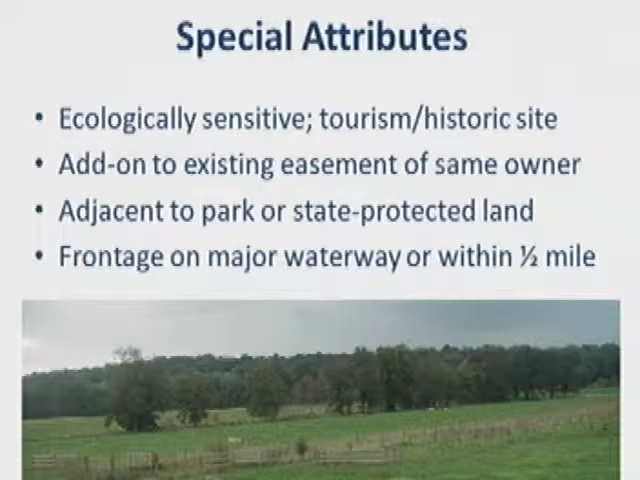 Special Attributes
• Ecologically sensitive; tourism/historic site
• Add-on to existing easement of same owner
• Adjacent to park or state-protected land
• Frontage on major waterway or within ½ mile